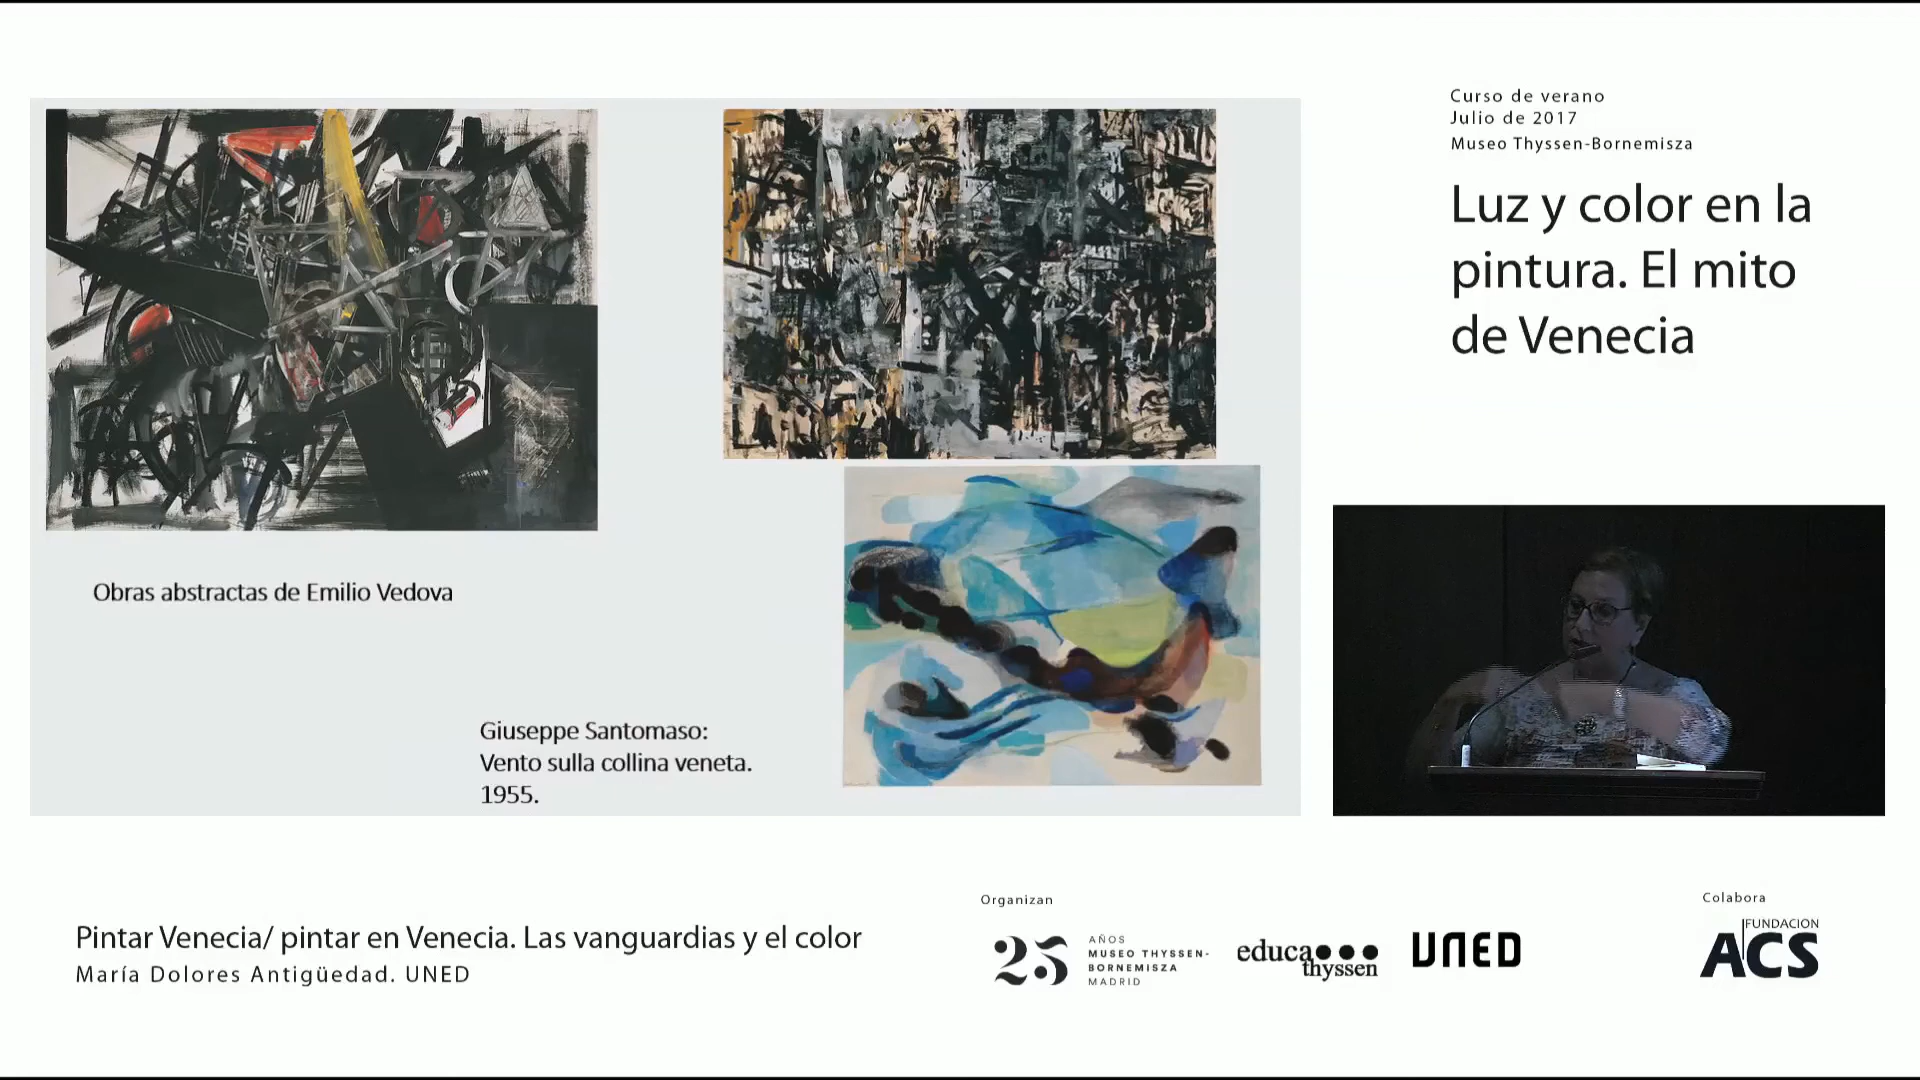 Curso de verano
Julio de 2017
Museo Thyssen-Bornemisza
Luz y color en la
pintura. El mito
de Venecia
Obras abstractas de Emilio Vedova
Giuseppe Santomaso:
Vento sulla collina veneta.
1955.
Pintar Venecia/ pintar en Venecia. Las vanguardias y el color
María Dolores Antigüedad. UNED
Organizan
25
AÑOS
MUSEO THYSSEN-
BORNEMISZA
MADRID
educa
thyssen
UNED
Colabora
FUNDACION
ACS